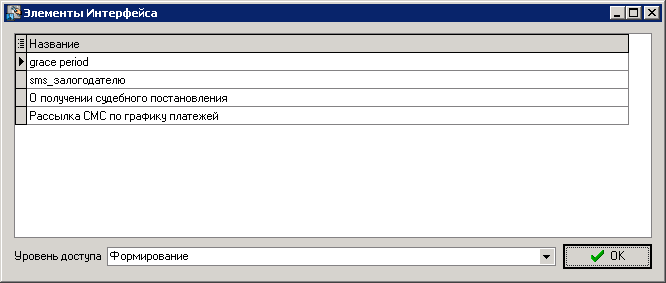 Элементы Интерфейса
Название
grace period
sms_залогодателю
О получении судебного постановления
Рассылка СМС по графику платежей
Уровень доступа Формирование OK